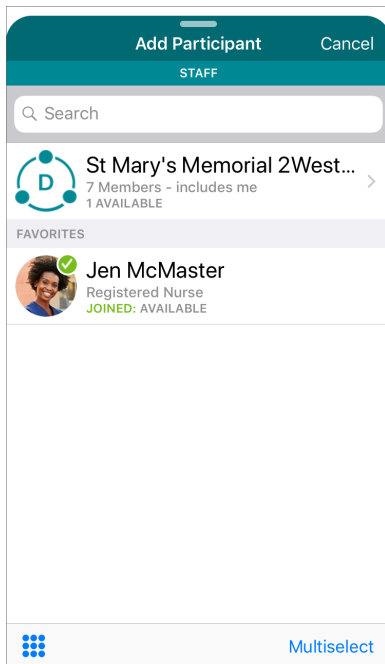 Add Participant
Cancel
STAFF
Search
D
St Mary's Memorial 2West...
7 Members - includes me
1 AVAILABLE
FAVORITES
Jen McMaster
Registered Nurse
JOINED: AVAILABLE
Multiselect